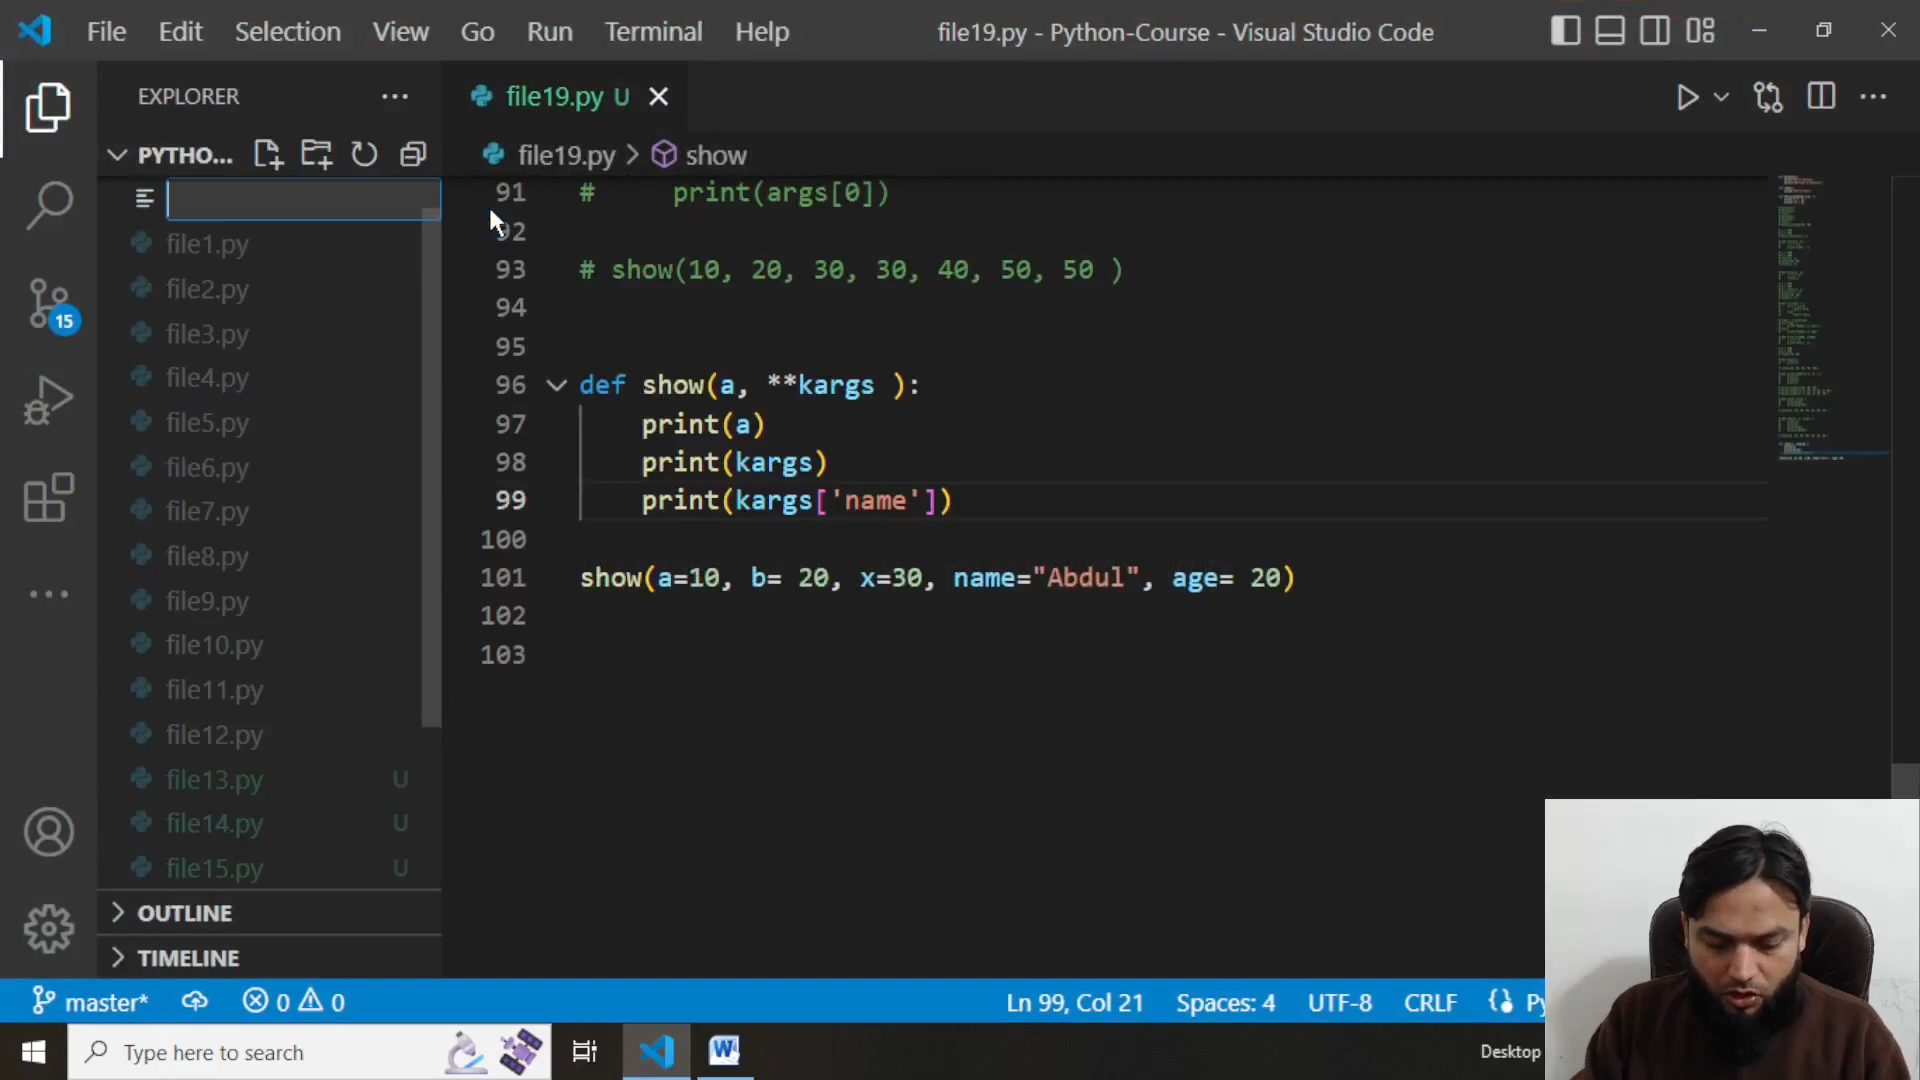 File Edit Selection View Go Run Terminal Help
file19.py - Python-Course - Visual Studio Code
EXPLORER
PYTHO...
file1.py
file2.py
file3.py
file4.py
file5.py
file6.py
file7.py
file8.py
file9.py
file10.py
file11.py
file12.py
file13.py U
file14.py U
file15.py U
OUTLINE
TIMELINE
15
file19.py U
file19.py > show
91 #     print(args[0])
92
93 # show(10, 20, 30, 30, 40, 50, 50 )
94
95
96 def show(a, **kargs ):
97     print(a)
98     print(kargs)
99     print(kargs['name'])
100
101 show(a=10, b= 20, x=30, name="Abdul", age= 20)
102
103
master* 0 0 Ln 99, Col 21 Spaces: 4 UTF-8 CRLF Py
Type here to search
Desktop